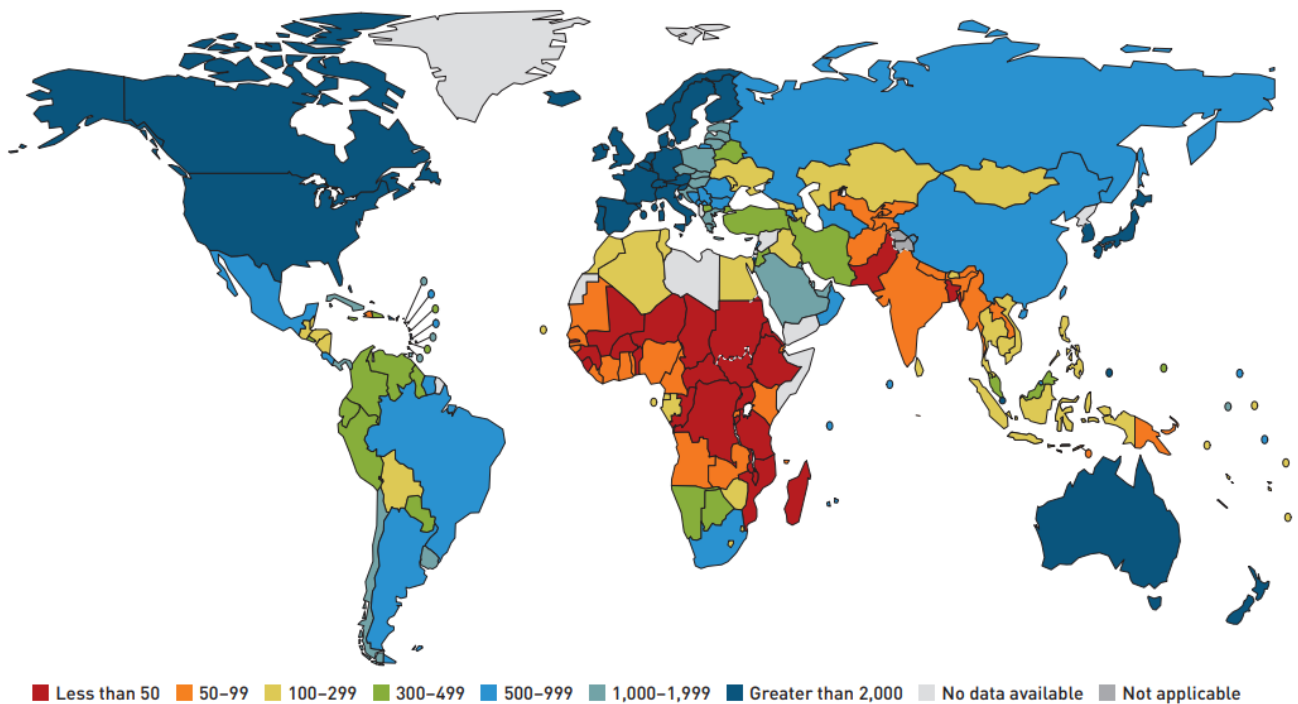 Less than 50 50–99 100–299 300–499 500–999 1,000–1,999 Greater than 2,000 No data available Not applicable